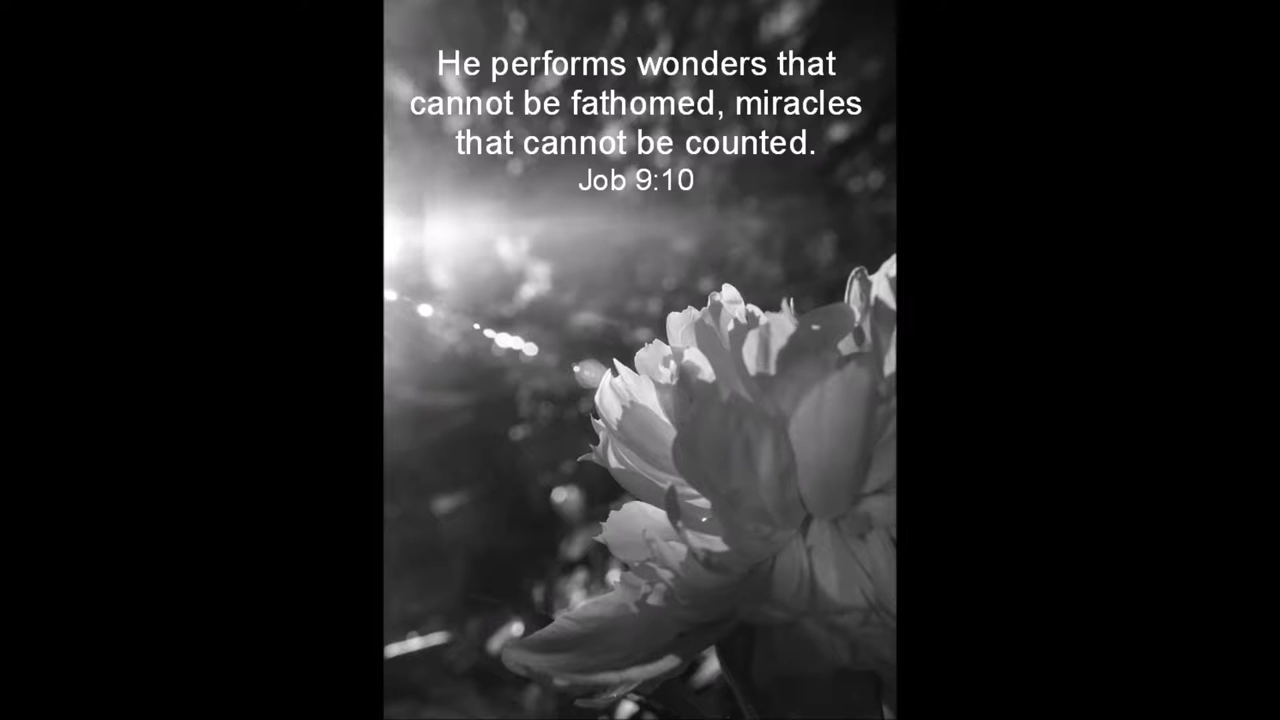 He performs wonders that
cannot be fathomed, miracles
that cannot be counted.
Job 9:10